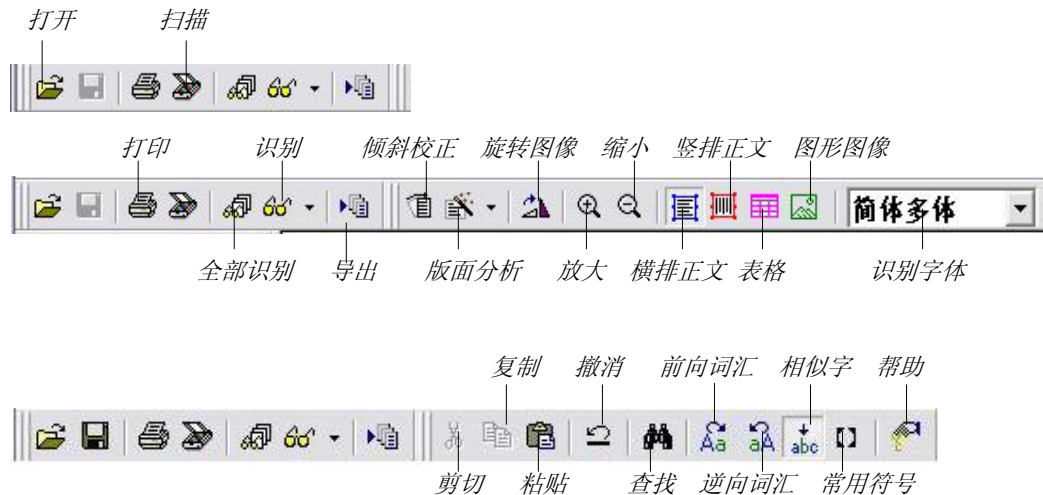 打开 扫描
打印 识别 倾斜校正 旋转图像 缩小 竖排正文 图形图像
简体多体
全部识别 导出 版面分析 放大 横排正文 表格 识别字体
复制 撤消 前向词汇 相似字 帮助
Aa aA abc
剪切 粘贴 查找 逆向词汇 常用符号